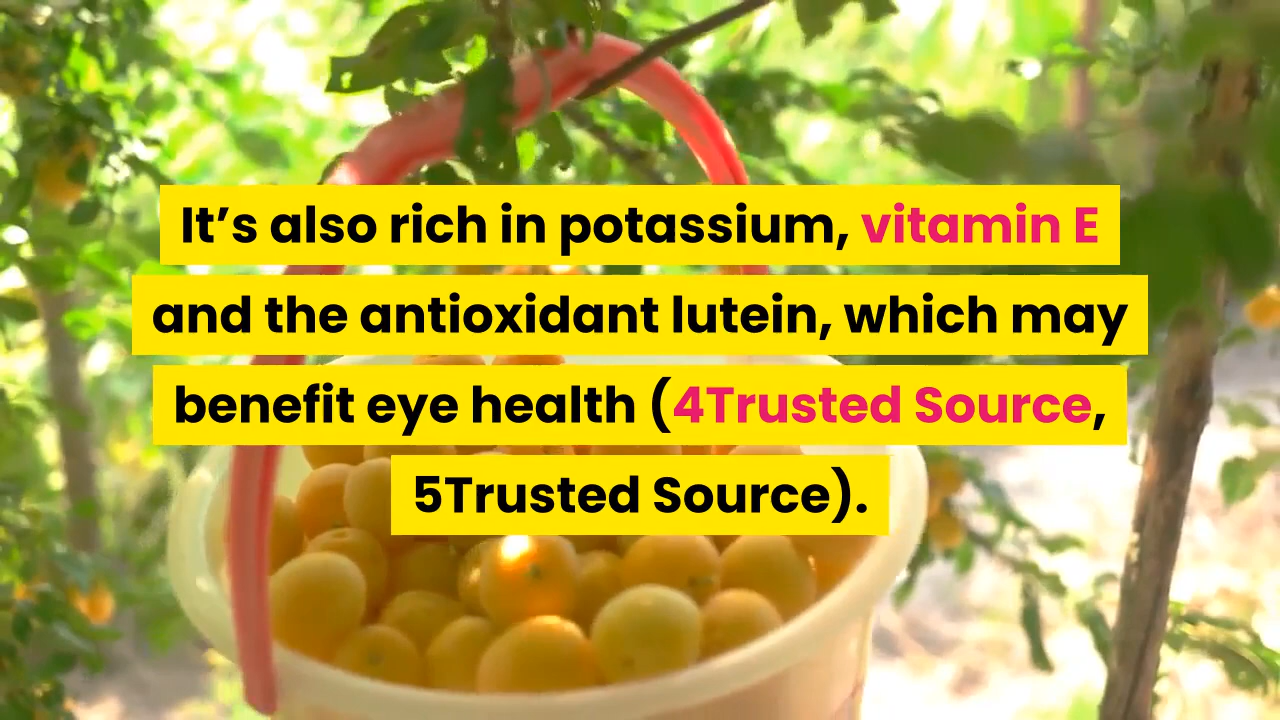 It’s also rich in potassium, vitamin E
and the antioxidant lutein, which may
benefit eye health (4Trusted Source,
5Trusted Source).